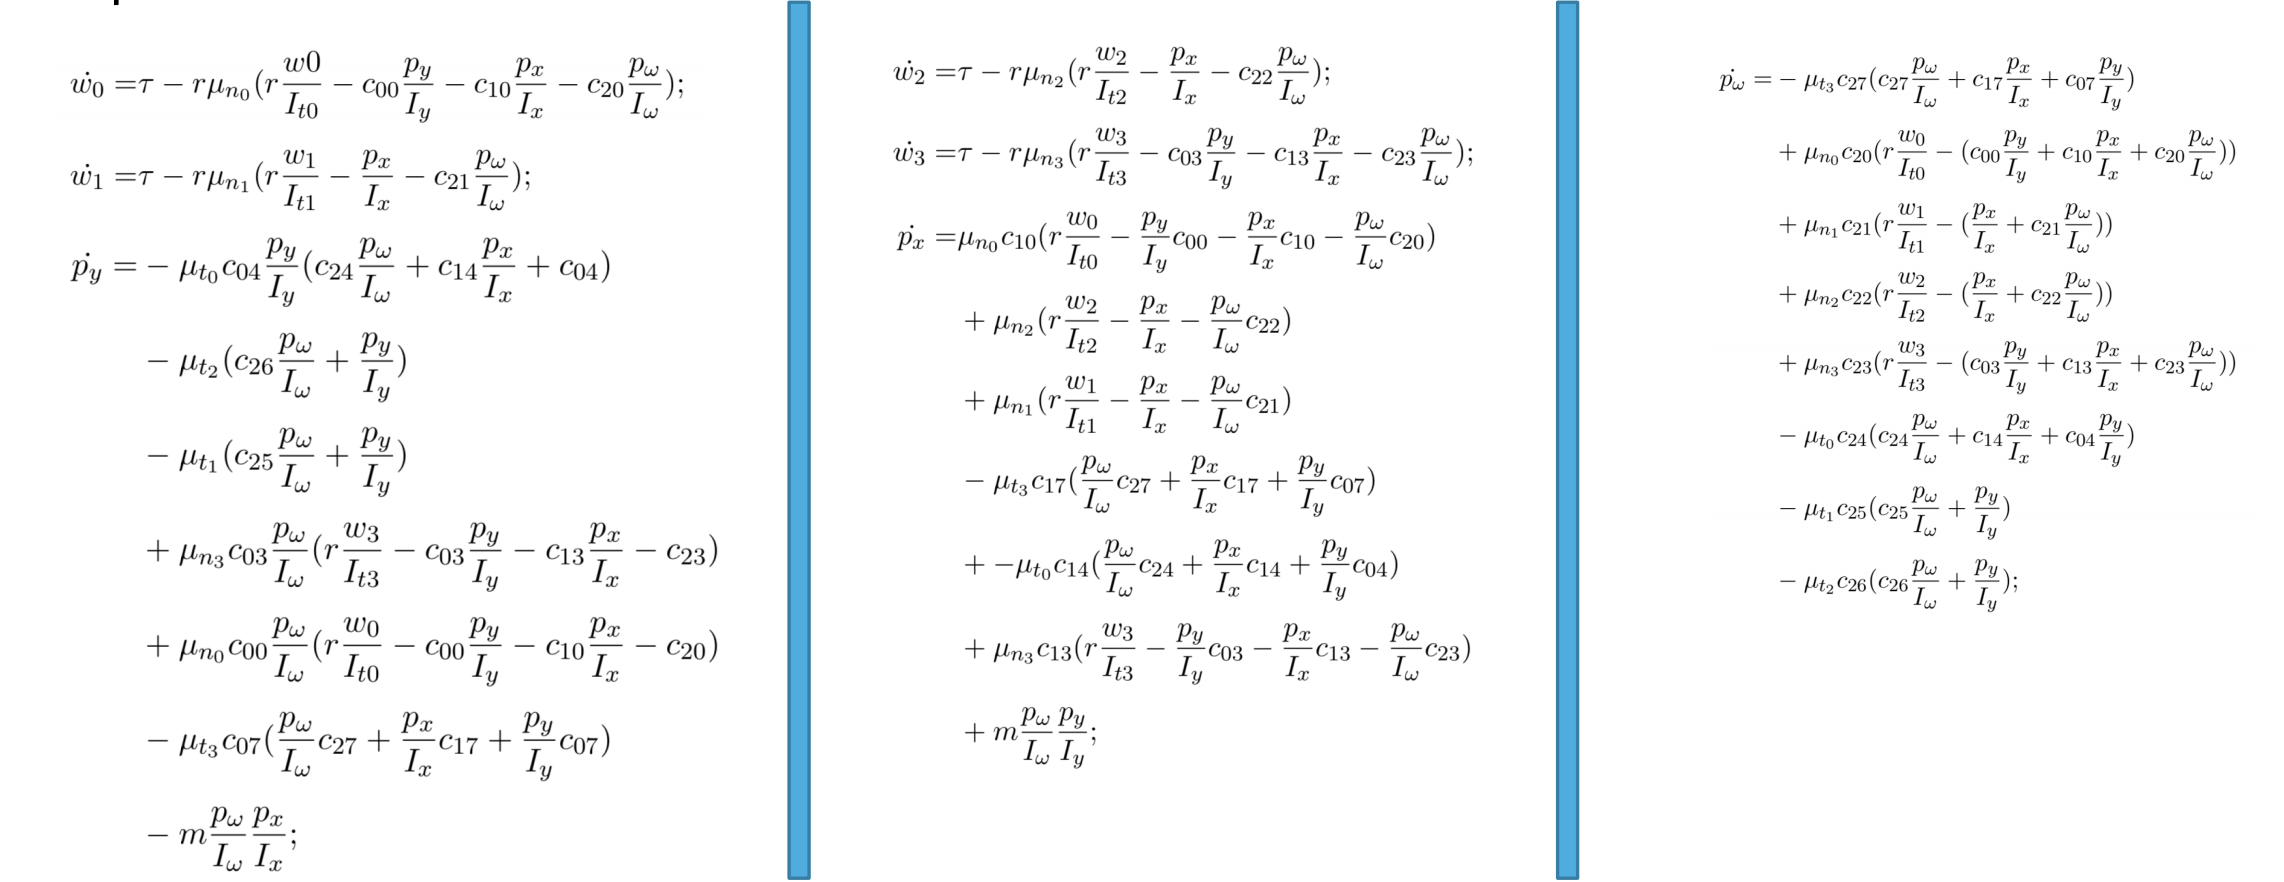 \dot{w_0} = \tau - r\mu_{n_0}(r\frac{w0}{I_{t0}} - c_{00}\frac{p_y}{I_y} - c_{10}\frac{p_x}{I_x} - c_{20}\frac{p_\omega}{I_\omega});
\dot{w_1} = \tau - r\mu_{n_1}(r\frac{w_1}{I_{t1}} - \frac{p_x}{I_x} - c_{21}\frac{p_\omega}{I_\omega});
\dot{p_y} = - \mu_{t_0}c_{04}\frac{p_y}{I_y}(c_{24}\frac{p_\omega}{I_\omega} + c_{14}\frac{p_x}{I_x} + c_{04})
- \mu_{t_2}(c_{26}\frac{p_\omega}{I_\omega} + \frac{p_y}{I_y})
- \mu_{t_1}(c_{25}\frac{p_\omega}{I_\omega} + \frac{p_y}{I_y})
+ \mu_{n_3}c_{03}\frac{p_\omega}{I_\omega}(r\frac{w_3}{I_{t3}} - c_{03}\frac{p_y}{I_y} - c_{13}\frac{p_x}{I_x} - c_{23})
+ \mu_{n_0}c_{00}\frac{p_\omega}{I_\omega}(r\frac{w_0}{I_{t0}} - c_{00}\frac{p_y}{I_y} - c_{10}\frac{p_x}{I_x} - c_{20})
- \mu_{t_3}c_{07}(\frac{p_\omega}{I_\omega}c_{27} + \frac{p_x}{I_x}c_{17} + \frac{p_y}{I_y}c_{07})
- m\frac{p_\omega}{I_\omega}\frac{p_x}{I_x};
\dot{w_2} = \tau - r\mu_{n_2}(r\frac{w_2}{I_{t2}} - \frac{p_x}{I_x} - c_{22}\frac{p_\omega}{I_\omega});
\dot{w_3} = \tau - r\mu_{n_3}(r\frac{w_3}{I_{t3}} - c_{03}\frac{p_y}{I_y} - c_{13}\frac{p_x}{I_x} - c_{23}\frac{p_\omega}{I_\omega});
\dot{p_x} = \mu_{n_0}c_{10}(r\frac{w_0}{I_{t0}} - \frac{p_y}{I_y}c_{00} - \frac{p_x}{I_x}c_{10} - \frac{p_\omega}{I_\omega}c_{20})
+ \mu_{n_2}(r\frac{w_2}{I_{t2}} - \frac{p_x}{I_x} - \frac{p_\omega}{I_\omega}c_{22})
+ \mu_{n_1}(r\frac{w_1}{I_{t1}} - \frac{p_x}{I_x} - \frac{p_\omega}{I_\omega}c_{21})
- \mu_{t_3}c_{17}(\frac{p_\omega}{I_\omega}c_{27} + \frac{p_x}{I_x}c_{17} + \frac{p_y}{I_y}c_{07})
+ -\mu_{t_0}c_{14}(\frac{p_\omega}{I_\omega}c_{24} + \frac{p_x}{I_x}c_{14} + \frac{p_y}{I_y}c_{04})
+ \mu_{n_3}c_{13}(r\frac{w_3}{I_{t3}} - \frac{p_y}{I_y}c_{03} - \frac{p_x}{I_x}c_{13} - \frac{p_\omega}{I_\omega}c_{23})
+ m\frac{p_\omega}{I_\omega}\frac{p_y}{I_y};
\dot{p_\omega} = - \mu_{t_3}c_{27}(c_{27}\frac{p_\omega}{I_\omega} + c_{17}\frac{p_x}{I_x} + c_{07}\frac{p_y}{I_y})
+ \mu_{n_0}c_{20}(r\frac{w_0}{I_{t0}} - (c_{00}\frac{p_y}{I_y} + c_{10}\frac{p_x}{I_x} + c_{20}\frac{p_\omega}{I_\omega}))
+ \mu_{n_1}c_{21}(r\frac{w_1}{I_{t1}} - (\frac{p_x}{I_x} + c_{21}\frac{p_\omega}{I_\omega}))
+ \mu_{n_2}c_{22}(r\frac{w_2}{I_{t2}} - (\frac{p_x}{I_x} + c_{22}\frac{p_\omega}{I_\omega}))
+ \mu_{n_3}c_{23}(r\frac{w_3}{I_{t3}} - (c_{03}\frac{p_y}{I_y} + c_{13}\frac{p_x}{I_x} + c_{23}\frac{p_\omega}{I_\omega}))
- \mu_{t_0}c_{24}(c_{24}\frac{p_\omega}{I_\omega} + c_{14}\frac{p_x}{I_x} + c_{04}\frac{p_y}{I_y})
- \mu_{t_1}c_{25}(c_{25}\frac{p_\omega}{I_\omega} + \frac{p_y}{I_y})
- \mu_{t_2}c_{26}(c_{26}\frac{p_\omega}{I_\omega} + \frac{p_y}{I_y});